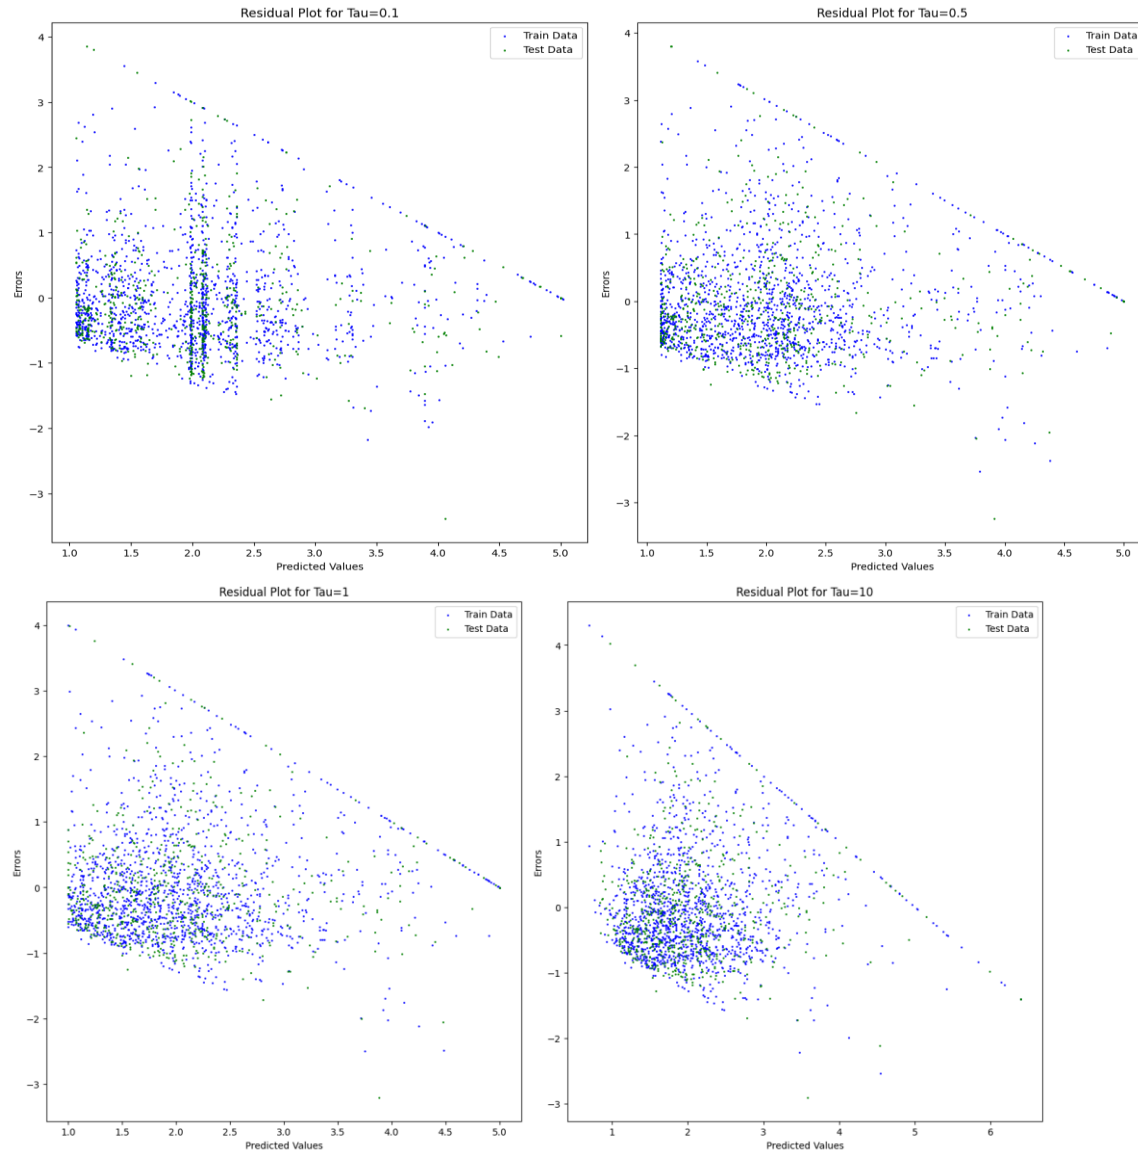 Residual Plot for Tau=0.1
Train Data
Test Data
4
3
2
1
0
−1
−2
−3
Errors
1.0 1.5 2.0 2.5 3.0 3.5 4.0 4.5 5.0
Predicted Values
Residual Plot for Tau=0.5
Train Data
Test Data
4
3
2
1
0
−1
−2
−3
Errors
1.0 1.5 2.0 2.5 3.0 3.5 4.0 4.5 5.0
Predicted Values
Residual Plot for Tau=1
Train Data
Test Data
4
3
2
1
0
−1
−2
−3
Errors
1.0 1.5 2.0 2.5 3.0 3.5 4.0 4.5 5.0
Predicted Values
Residual Plot for Tau=10
Train Data
Test Data
4
3
2
1
0
−1
−2
−3
Errors
1 2 3 4 5 6
Predicted Values